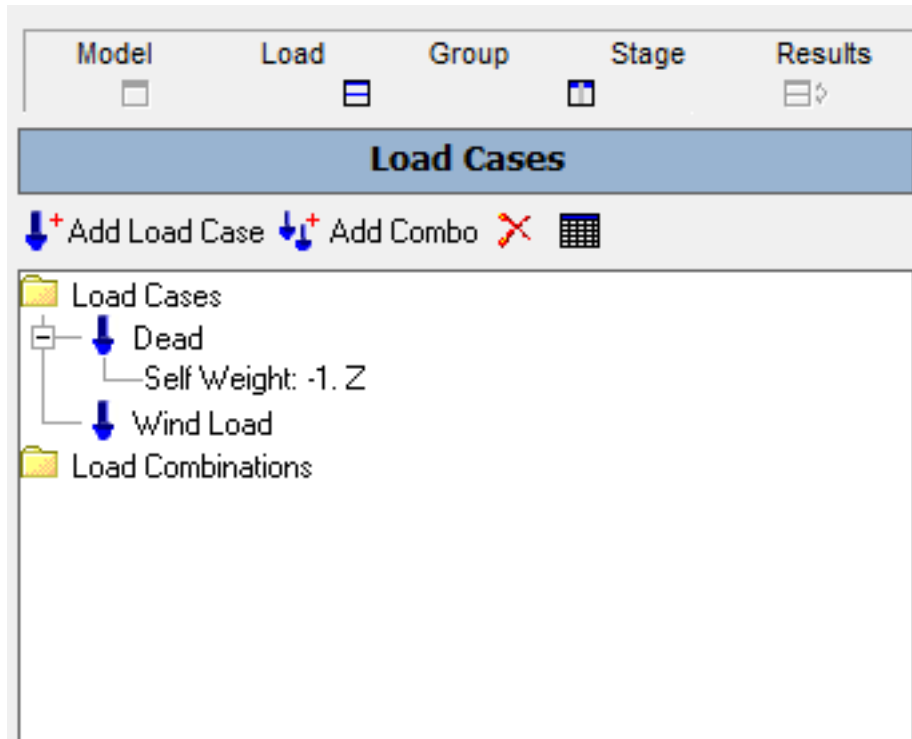 Model Load Group Stage Results
Load Cases
Add Load Case Add Combo
Load Cases
Dead
Self Weight: -1. Z
Wind Load
Load Combinations